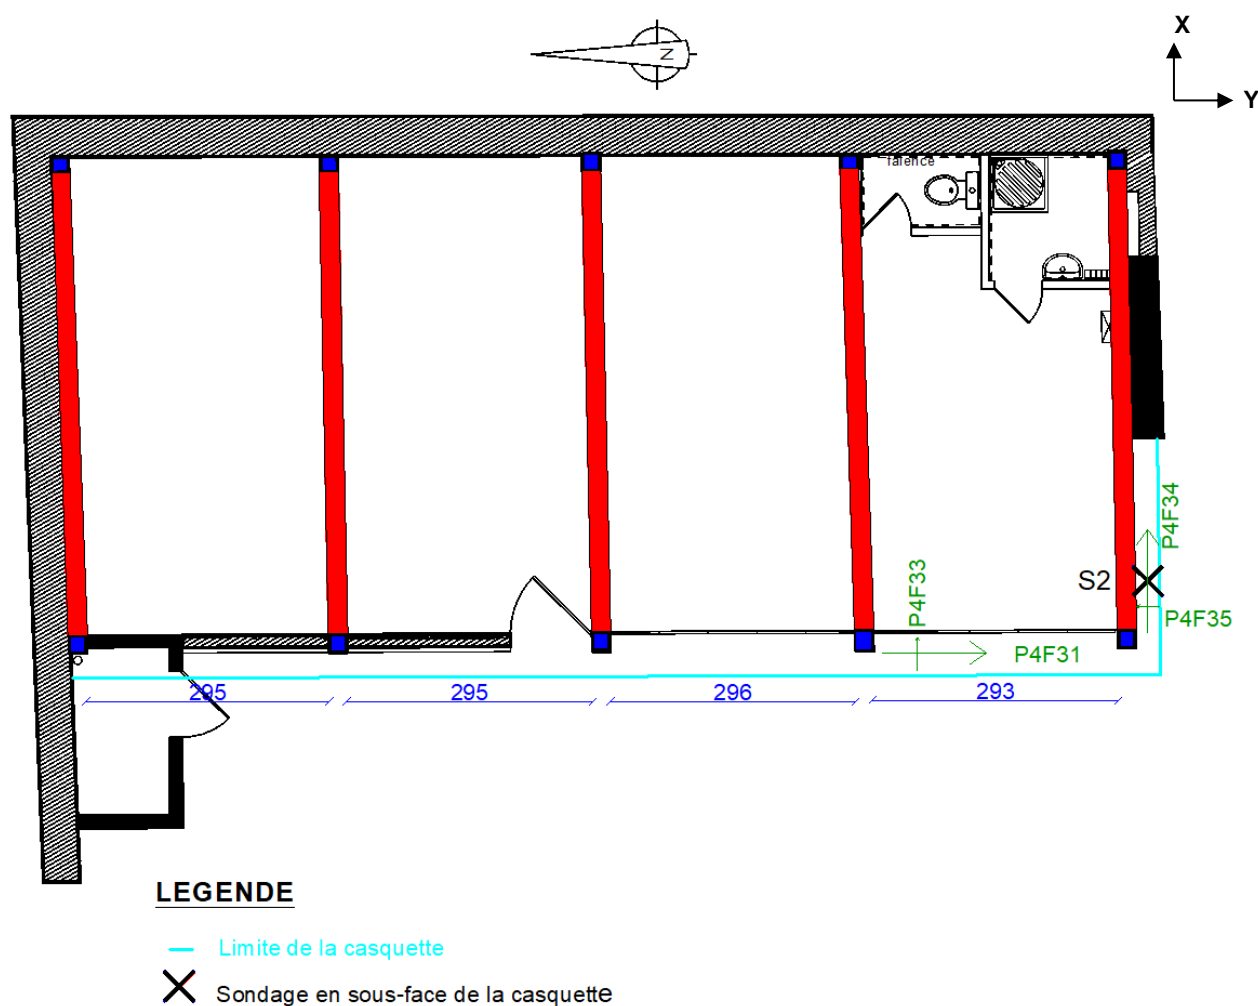 X
N
Y
faïence
P4F34
P4F33
S2
P4F35
P4F31
295
295
296
293
LEGENDE
Limite de la casquette
Sondage en sous-face de la casquette